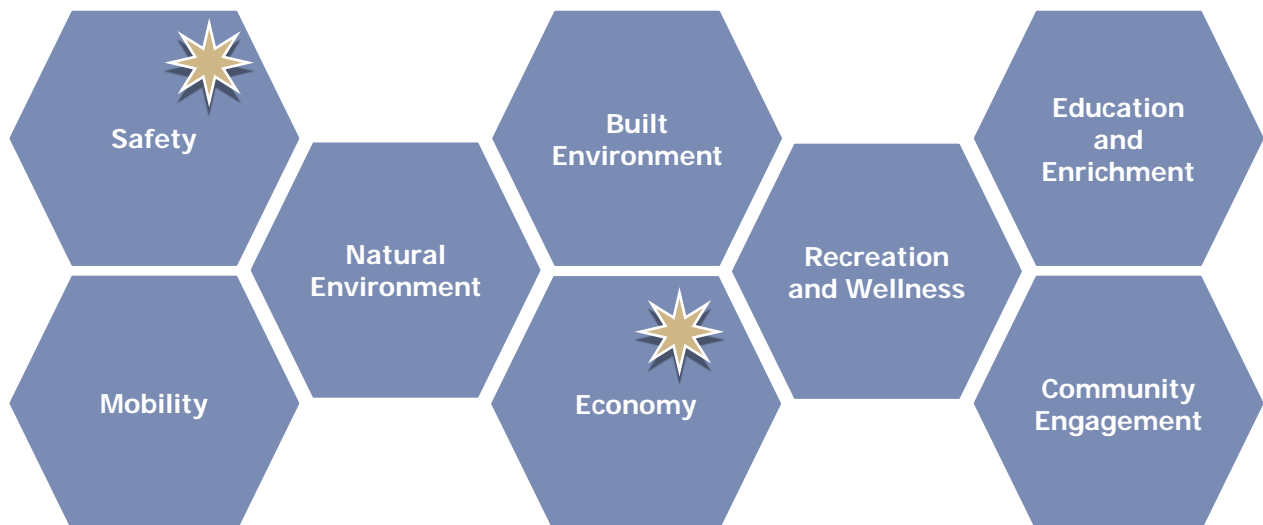 Safety
Mobility
Natural
Environment
Built
Environment
Economy
Recreation
and Wellness
Education
and
Enrichment
Community
Engagement